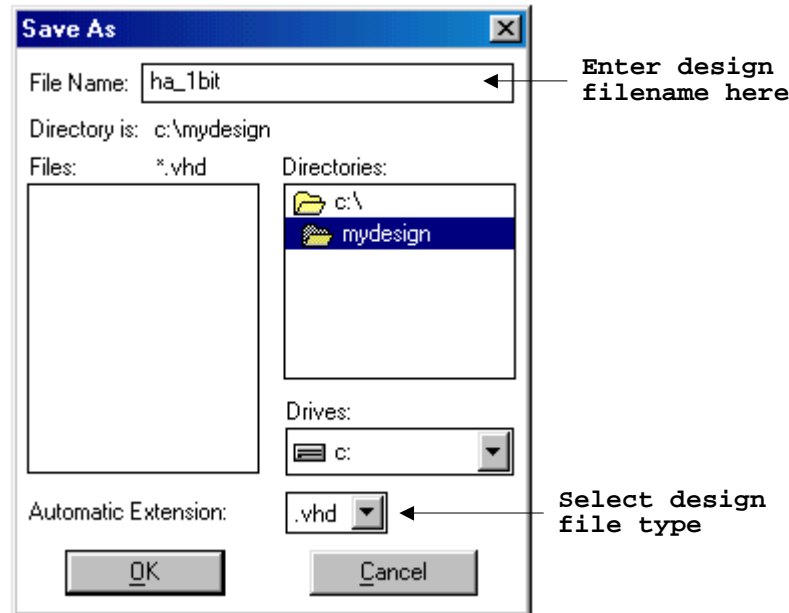 Save As
File Name: ha_1bit
Enter design
filename here
Directory is: c:\mydesign
Files: *.vhd
Directories:
c:\
mydesign
Drives:
c:
Automatic Extension: .vhd
Select design
file type
OK
Cancel